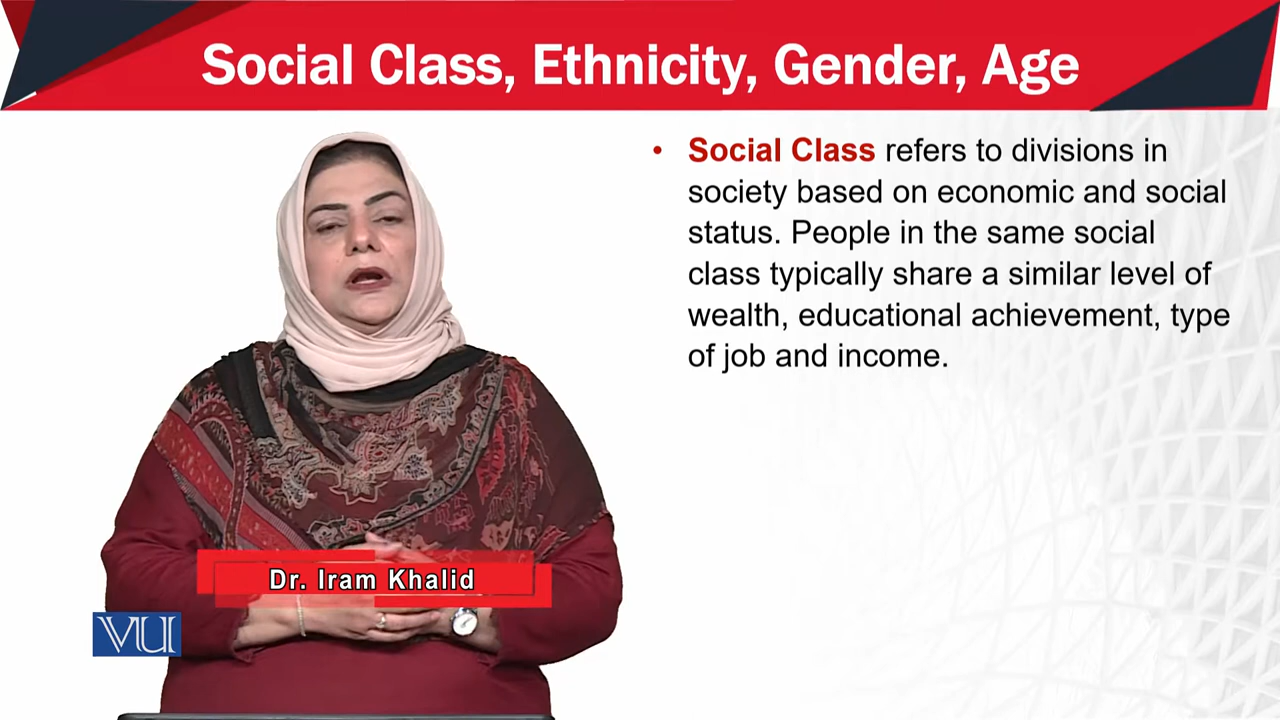 Social Class, Ethnicity, Gender, Age
• Social Class refers to divisions in
society based on economic and social
status. People in the same social
class typically share a similar level of
wealth, educational achievement, type
of job and income.
Dr. Iram Khalid
VU